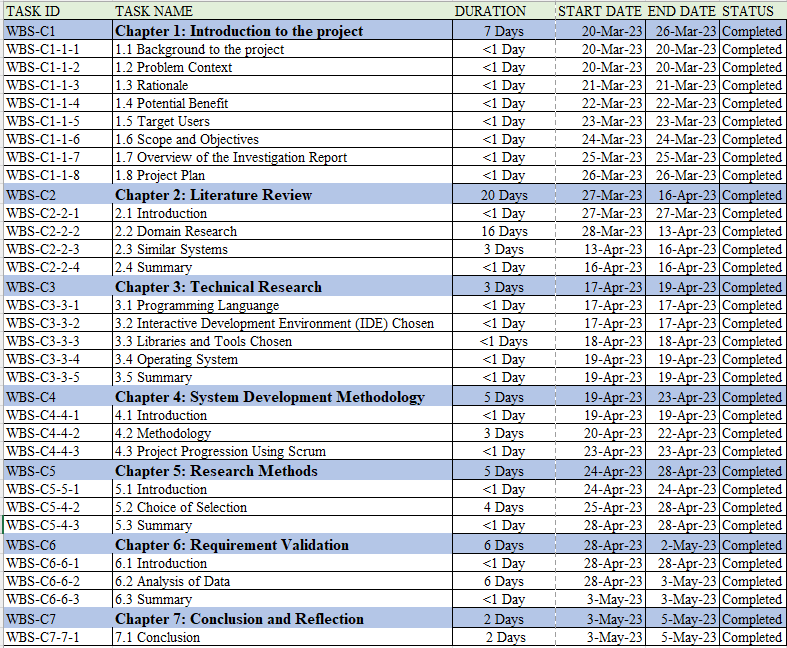 TASK ID TASK NAME DURATION START DATE END DATE STATUS
WBS-C1 Chapter 1: Introduction to the project 7 Days 20-Mar-23 26-Mar-23 Completed
WBS-C1-1-1 1.1 Background to the project <1 Day 20-Mar-23 20-Mar-23 Completed
WBS-C1-1-2 1.2 Problem Context <1 Day 20-Mar-23 20-Mar-23 Completed
WBS-C1-1-3 1.3 Rationale <1 Day 21-Mar-23 21-Mar-23 Completed
WBS-C1-1-4 1.4 Potential Benefit <1 Day 22-Mar-23 22-Mar-23 Completed
WBS-C1-1-5 1.5 Target Users <1 Day 23-Mar-23 23-Mar-23 Completed
WBS-C1-1-6 1.6 Scope and Objectives <1 Day 24-Mar-23 24-Mar-23 Completed
WBS-C1-1-7 1.7 Overview of the Investigation Report <1 Day 25-Mar-23 25-Mar-23 Completed
WBS-C1-1-8 1.8 Project Plan <1 Day 26-Mar-23 26-Mar-23 Completed
WBS-C2 Chapter 2: Literature Review 20 Days 27-Mar-23 16-Apr-23 Completed
WBS-C2-2-1 2.1 Introduction <1 Day 27-Mar-23 27-Mar-23 Completed
WBS-C2-2-2 2.2 Domain Research 16 Days 28-Mar-23 13-Apr-23 Completed
WBS-C2-2-3 2.3 Similar Systems 3 Days 13-Apr-23 16-Apr-23 Completed
WBS-C2-2-4 2.4 Summary <1 Day 16-Apr-23 16-Apr-23 Completed
WBS-C3 Chapter 3: Technical Research 3 Days 17-Apr-23 19-Apr-23 Completed
WBS-C3-3-1 3.1 Programming Languange <1 Day 17-Apr-23 17-Apr-23 Completed
WBS-C3-3-2 3.2 Interactive Development Environment (IDE) Chosen <1 Day 17-Apr-23 17-Apr-23 Completed
WBS-C3-3-3 3.3 Libraries and Tools Chosen <1 Days 18-Apr-23 18-Apr-23 Completed
WBS-C3-3-4 3.4 Operating System <1 Day 19-Apr-23 19-Apr-23 Completed
WBS-C3-3-5 3.5 Summary <1 Day 19-Apr-23 19-Apr-23 Completed
WBS-C4 Chapter 4: System Development Methodology 5 Days 19-Apr-23 23-Apr-23 Completed
WBS-C4-4-1 4.1 Introduction <1 Day 19-Apr-23 19-Apr-23 Completed
WBS-C4-4-2 4.2 Methodology 3 Days 20-Apr-23 22-Apr-23 Completed
WBS-C4-4-3 4.3 Project Progression Using Scrum <1 Day 23-Apr-23 23-Apr-23 Completed
WBS-C5 Chapter 5: Research Methods 5 Days 24-Apr-23 28-Apr-23 Completed
WBS-C5-5-1 5.1 Introduction <1 Day 24-Apr-23 24-Apr-23 Completed
WBS-C5-4-2 5.2 Choice of Selection 4 Days 25-Apr-23 28-Apr-23 Completed
WBS-C5-4-3 5.3 Summary <1 Day 28-Apr-23 28-Apr-23 Completed
WBS-C6 Chapter 6: Requirement Validation 6 Days 28-Apr-23 2-May-23 Completed
WBS-C6-6-1 6.1 Introduction <1 Day 28-Apr-23 28-Apr-23 Completed
WBS-C6-6-2 6.2 Analysis of Data 6 Days 28-Apr-23 3-May-23 Completed
WBS-C6-6-3 6.3 Summary <1 Day 3-May-23 3-May-23 Completed
WBS-C7 Chapter 7: Conclusion and Reflection 2 Days 3-May-23 5-May-23 Completed
WBS-C7-7-1 7.1 Conclusion 2 Days 3-May-23 5-May-23 Completed